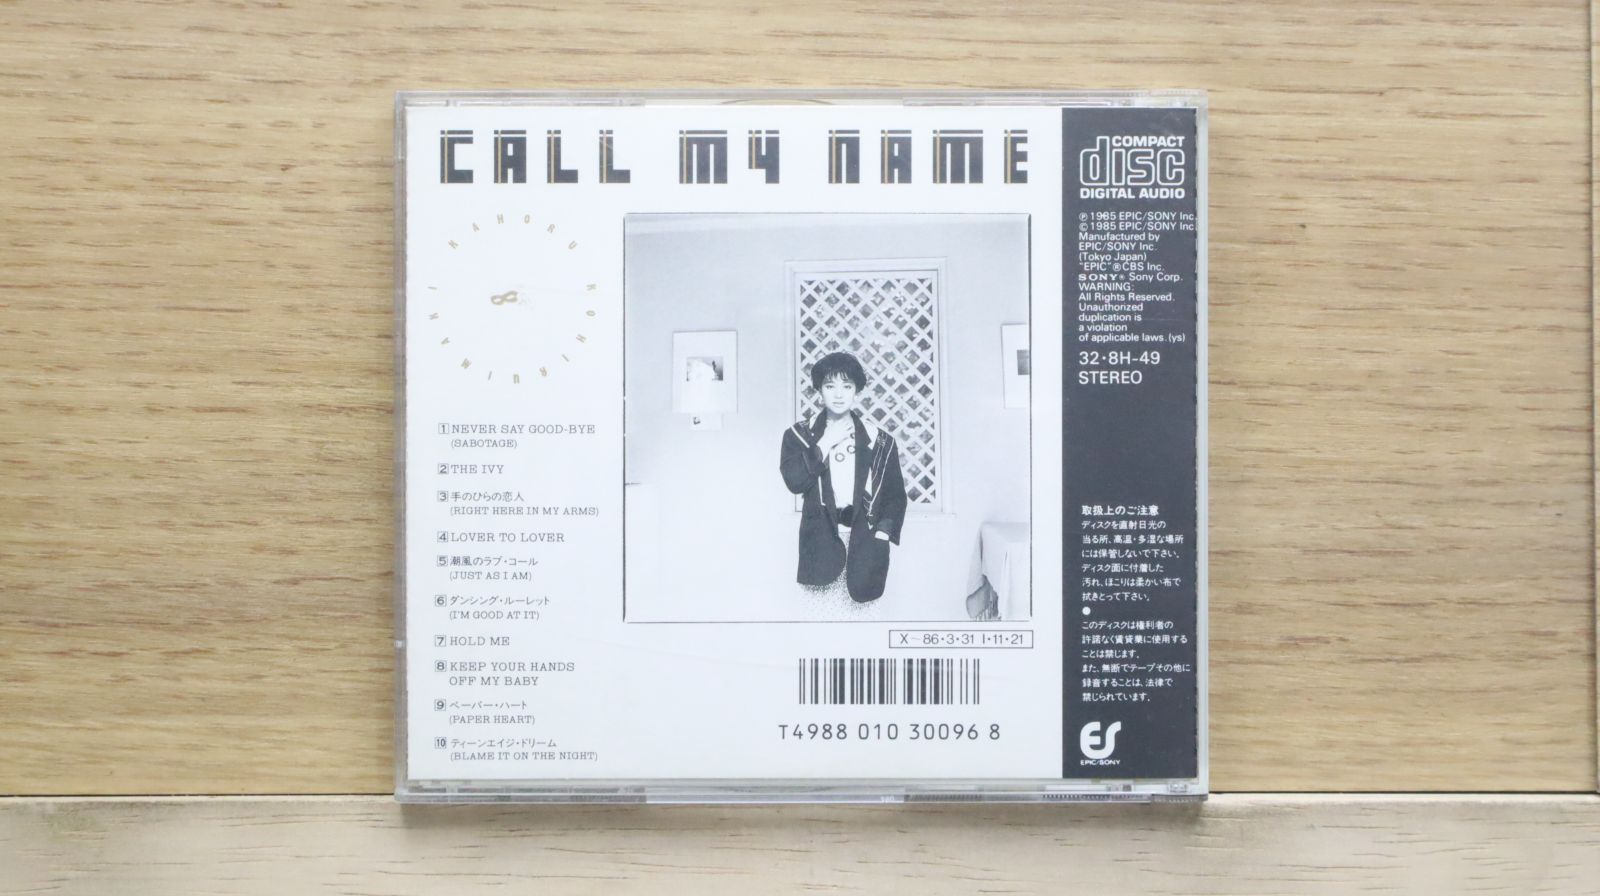 CALL MY NAME
KAHORU KOHIRUIMAKI
8
1 NEVER SAY GOOD-BYE
(SABOTAGE)
2 THE IVY
3 手のひらの恋人
(RIGHT HERE IN MY ARMS)
4 LOVER TO LOVER
5 潮風のラブ・コール
(JUST AS I AM)
6 ダンシング・ルーレット
(I'M GOOD AT IT)
7 HOLD ME
8 KEEP YOUR HANDS
OFF MY BABY
9 ペーパー・ハート
(PAPER HEART)
10 ティーンエイジ・ドリーム
(BLAME IT ON THE NIGHT)
X~86・3・31 I・11・21
T4988 010 30096 8
COMPACT
disc
DIGITAL AUDIO
℗ 1985 EPIC/SONY Inc.
© 1985 EPIC/SONY Inc.
Manufactured by
EPIC/SONY Inc.
(Tokyo Japan)
"EPIC"® CBS Inc.
SONY® Sony Corp.
WARNING:
All Rights Reserved.
Unauthorized
duplication is
a violation
of applicable laws. (ys)
32・8H-49
STEREO
取扱上のご注意
ディスクを直射日光の
当る所、高温・多湿な場所
には保管しないで下さい。
ディスク面に付着した
汚れ、ほこりは柔かい布で
拭きとって下さい。
●
このディスクは権利者の
許諾なく賃貸業に使用する
ことは禁じます。
また、無断でテープその他に
録音することは、法律で
禁じられています。
ES
EPIC/SONY